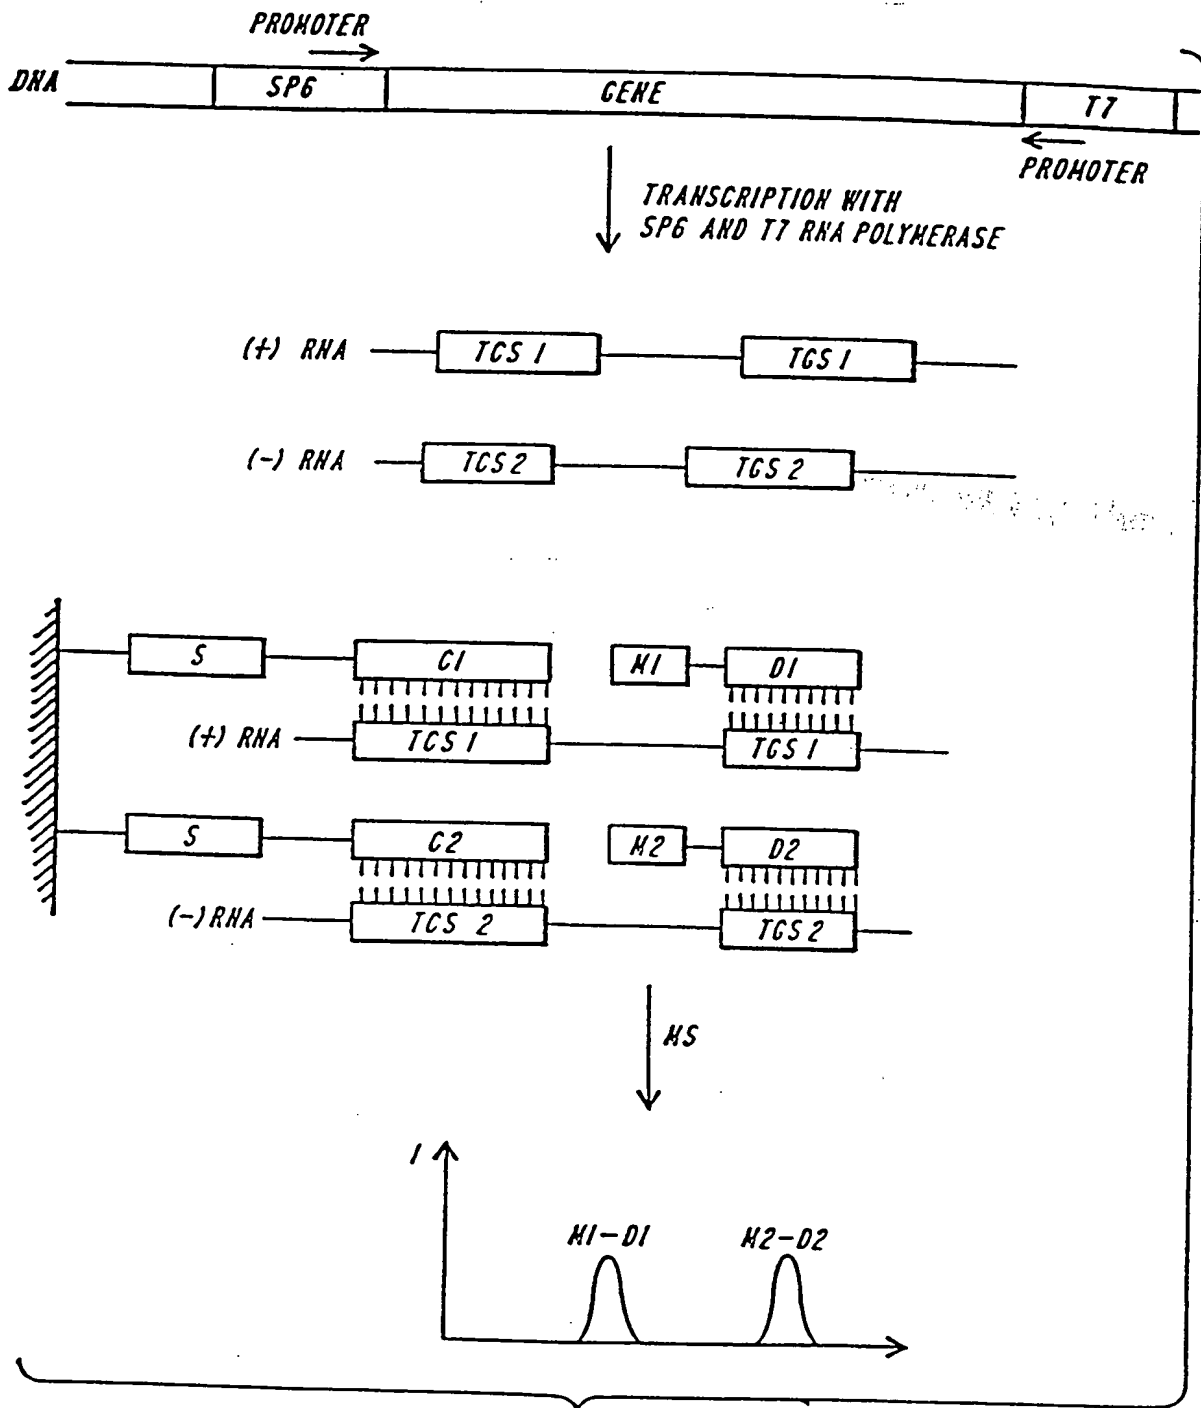 PROMOTER
DNA SP6 GENE T7
PROMOTER
TRANSCRIPTION WITH
SP6 AND T7 RNA POLYMERASE
(+) RNA TCS 1 TGS 1
(-) RNA TCS 2 TGS 2
S C1 M1 D1
(+) RNA TCS 1 TGS 1
S C2 M2 D2
(-) RNA TCS 2 TGS 2
MS
I
M1-D1 M2-D2